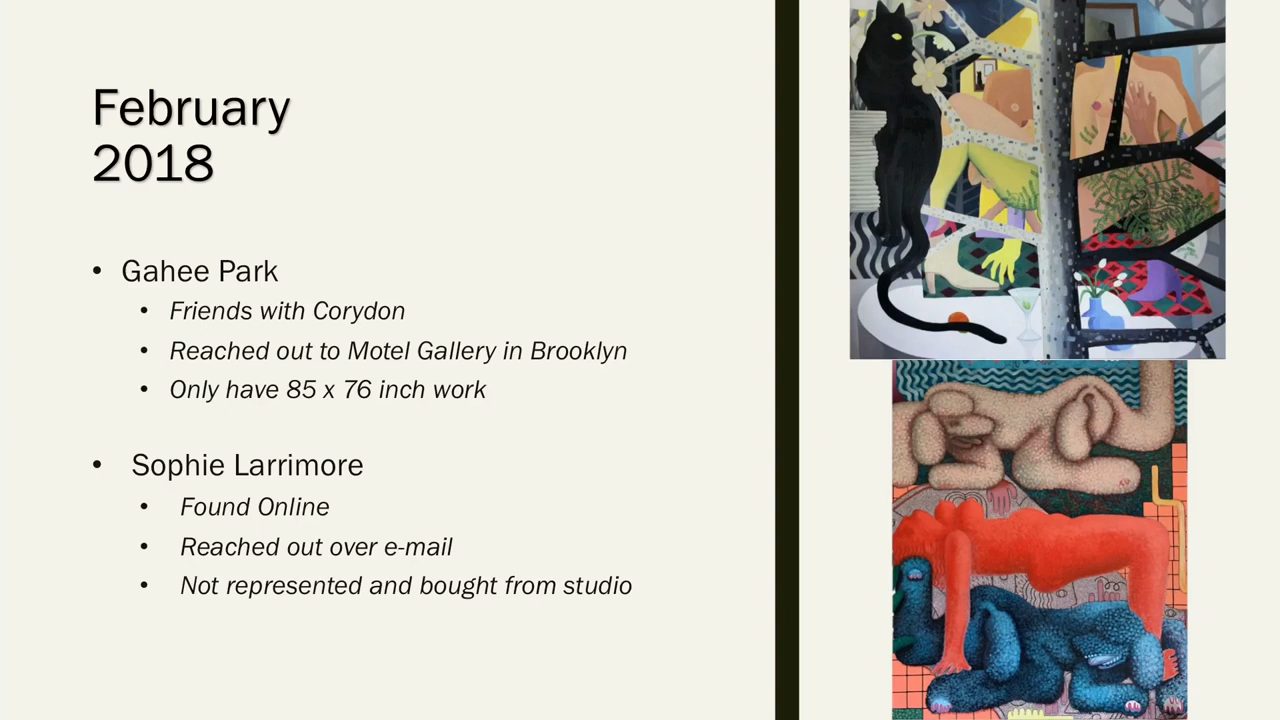 February
2018
• Gahee Park
• Friends with Corydon
• Reached out to Motel Gallery in Brooklyn
• Only have 85 x 76 inch work
• Sophie Larrimore
• Found Online
• Reached out over e-mail
• Not represented and bought from studio